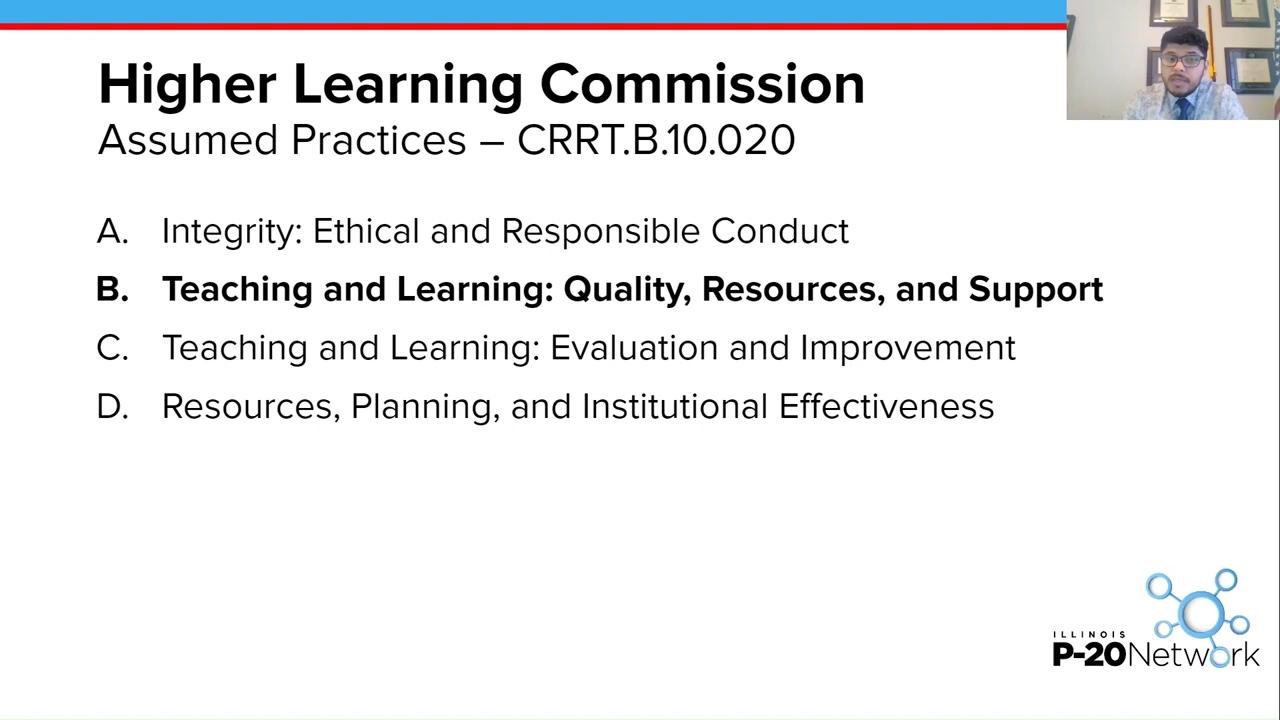 Higher Learning Commission
Assumed Practices – CRRT.B.10.020
A. Integrity: Ethical and Responsible Conduct
B. Teaching and Learning: Quality, Resources, and Support
C. Teaching and Learning: Evaluation and Improvement
D. Resources, Planning, and Institutional Effectiveness
ILLINOIS
P-20Network